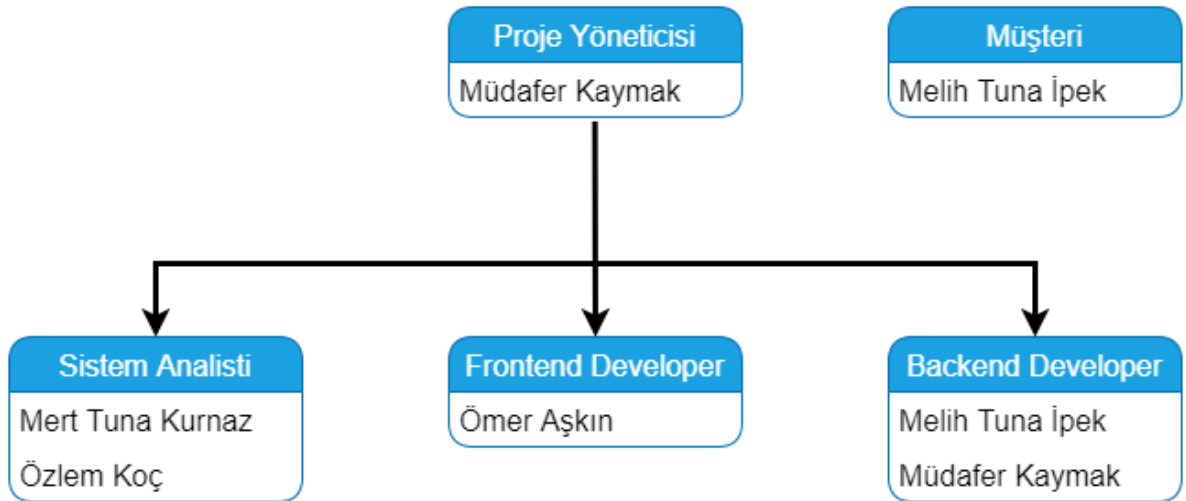 Proje Yöneticisi
Müdafer Kaymak
Müşteri
Melih Tuna İpek
Sistem Analisti
Mert Tuna Kurnaz
Özlem Koç
Frontend Developer
Ömer Aşkın
Backend Developer
Melih Tuna İpek
Müdafer Kaymak